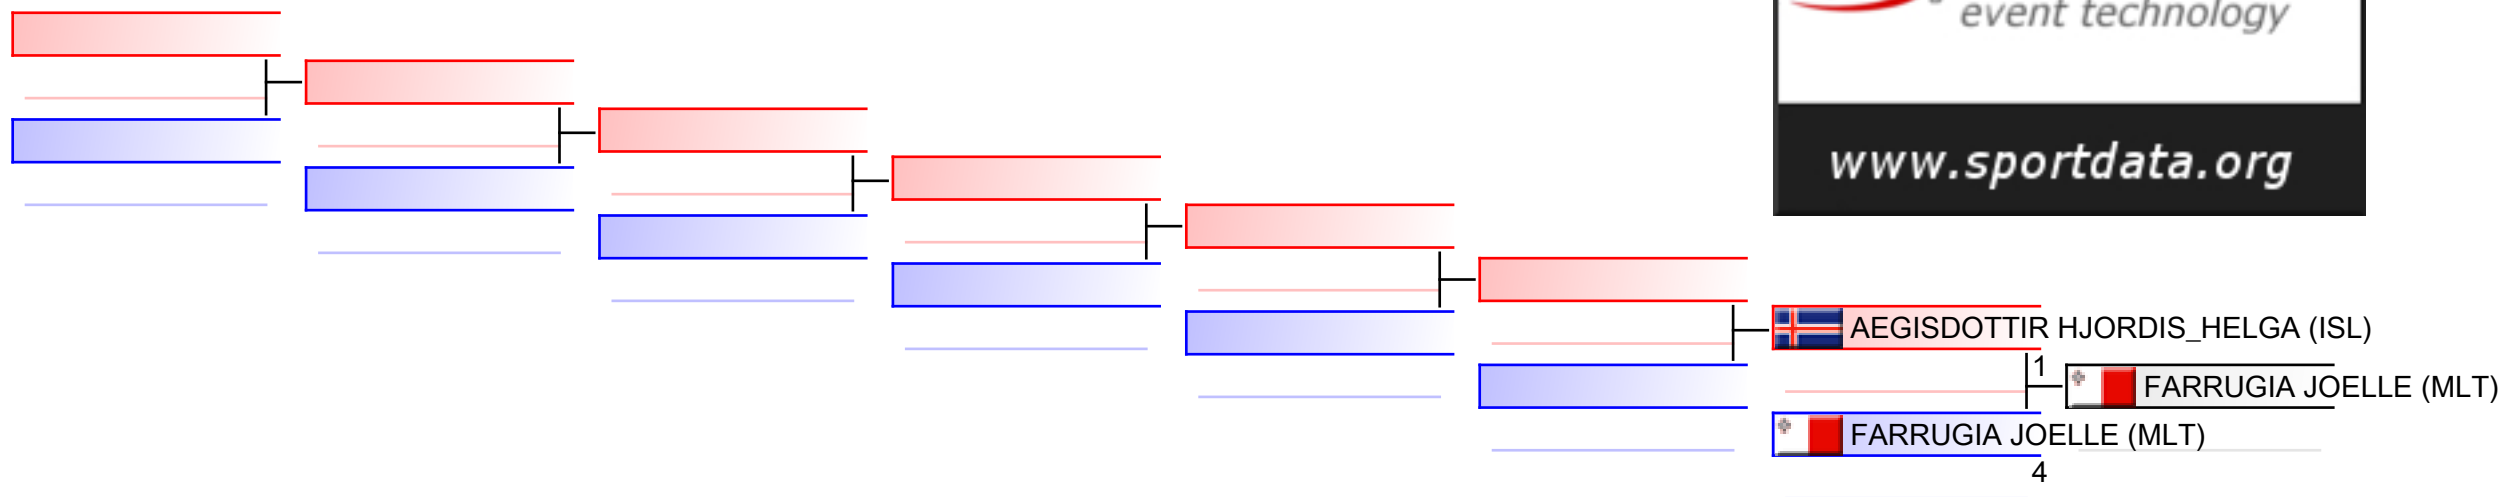 event technology
www.sportdata.org
AEGISDOTTIR HJORDIS_HELGA (ISL)
1
FARRUGIA JOELLE (MLT)
FARRUGIA JOELLE (MLT)
4